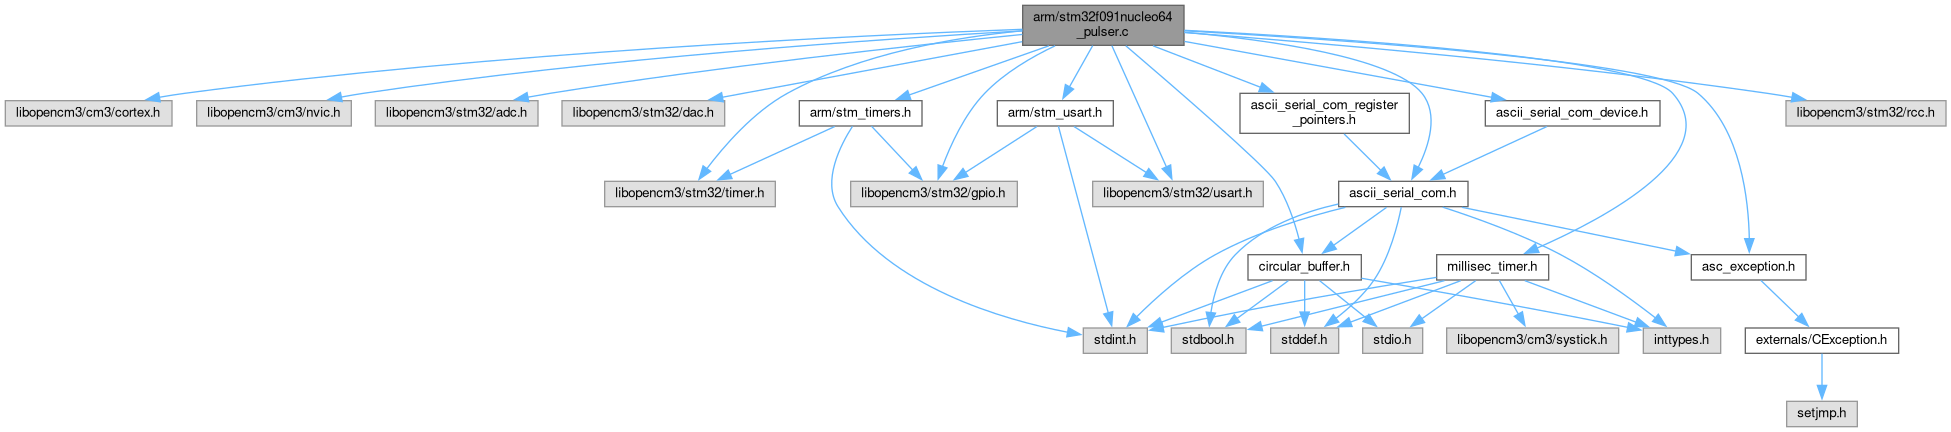 arm/stm32f091nucleo64
_pulser.c
libopencm3/cm3/cortex.h
libopencm3/cm3/nvic.h
libopencm3/stm32/adc.h
libopencm3/stm32/dac.h
arm/stm_timers.h
arm/stm_usart.h
ascii_serial_com_register
_pointers.h
ascii_serial_com_device.h
libopencm3/stm32/rcc.h
libopencm3/stm32/timer.h
libopencm3/stm32/gpio.h
libopencm3/stm32/usart.h
ascii_serial_com.h
circular_buffer.h
millisec_timer.h
asc_exception.h
stdint.h
stdbool.h
stddef.h
stdio.h
libopencm3/cm3/systick.h
inttypes.h
externals/CException.h
setjmp.h